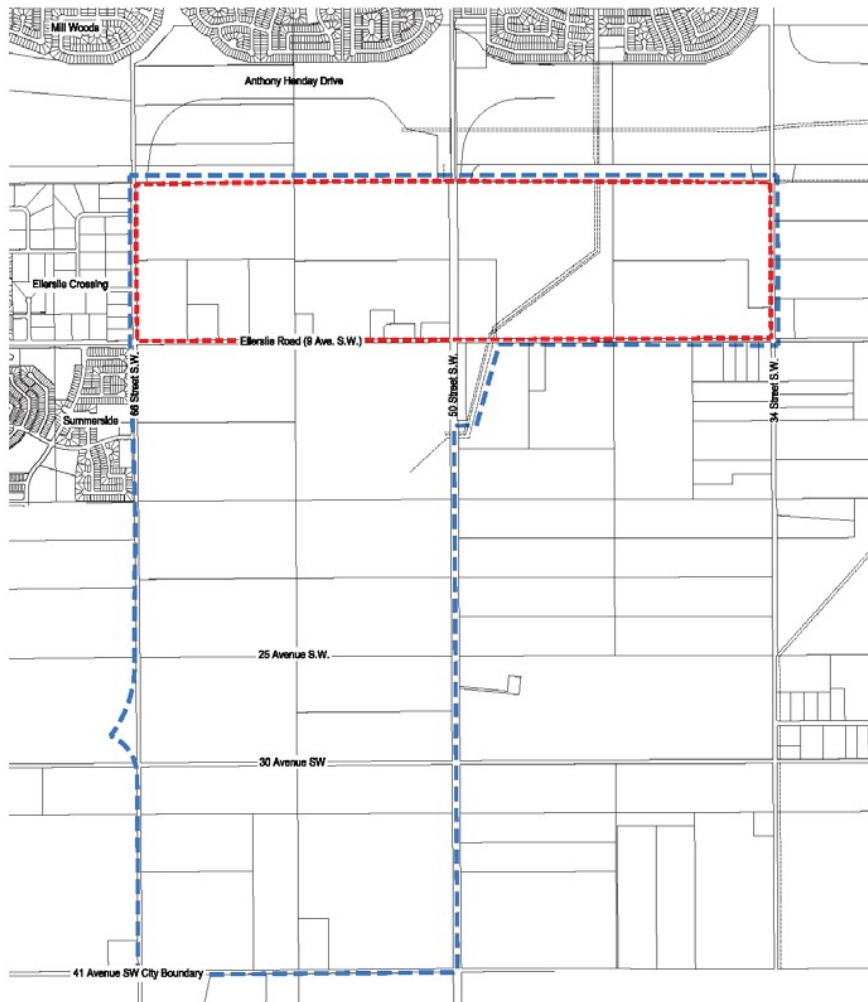 Mill Woods
Anthony Henday Drive
Ellerslie Crossing
Ellerslie Road (9 Ave. S.W.)
66 Street S.W.
50 Street S.W.
34 Street S.W.
Summerside
25 Avenue S.W.
30 Avenue SW
41 Avenue SW City Boundary